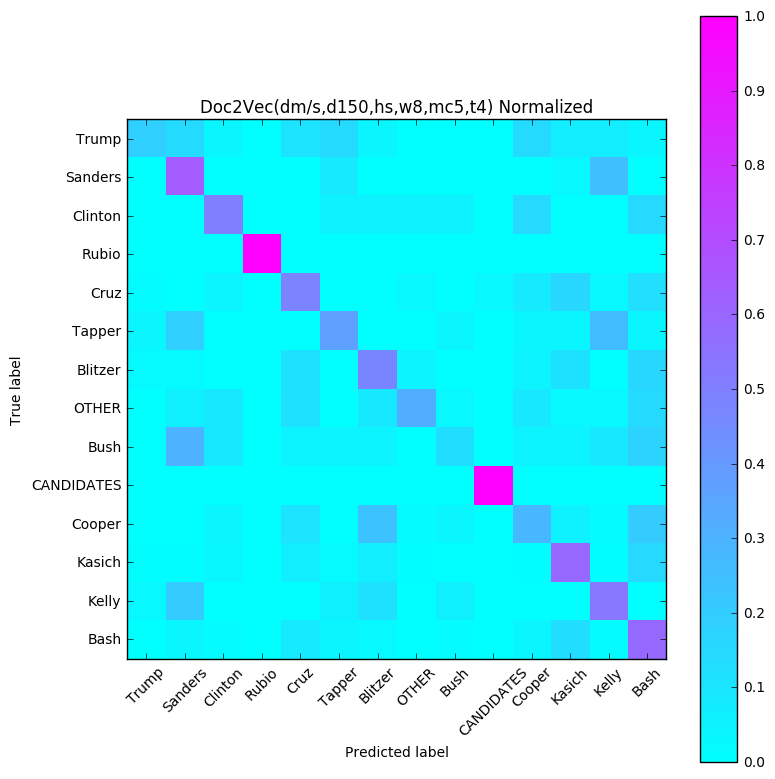 Doc2Vec(dm/s,d150,hs,w8,mc5,t4) Normalized
True label
Trump
Sanders
Clinton
Rubio
Cruz
Tapper
Blitzer
OTHER
Bush
CANDIDATES
Cooper
Kasich
Kelly
Bash
Trump
Sanders
Clinton
Rubio
Cruz
Tapper
Blitzer
OTHER
Bush
CANDIDATES
Cooper
Kasich
Kelly
Bash
Predicted label
1.0
0.9
0.8
0.7
0.6
0.5
0.4
0.3
0.2
0.1
0.0